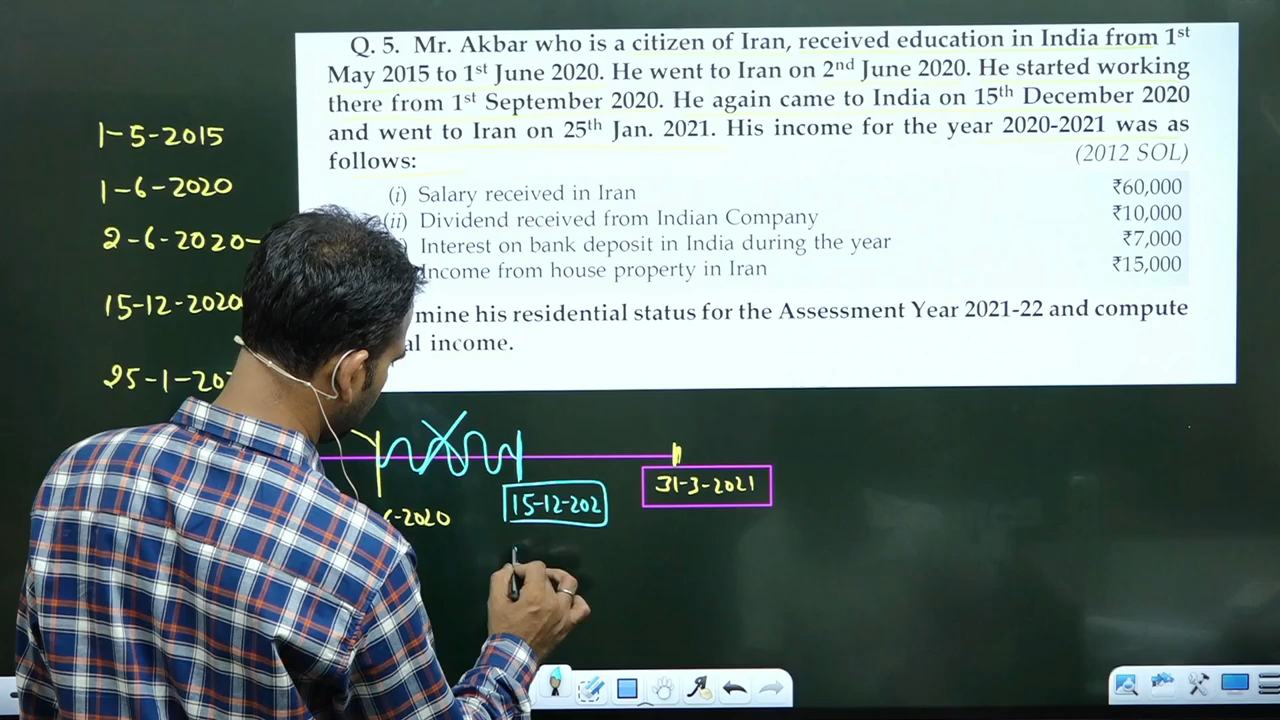 Q. 5. Mr. Akbar who is a citizen of Iran, received education in India from 1st
May 2015 to 1st June 2020. He went to Iran on 2nd June 2020. He started working
there from 1st September 2020. He again came to India on 15th December 2020
and went to Iran on 25th Jan. 2021. His income for the year 2020-2021 was as
follows:
(2012 SOL)
(i) Salary received in Iran ₹60,000
(ii) Dividend received from Indian Company ₹10,000
Interest on bank deposit in India during the year ₹7,000
Income from house property in Iran ₹15,000
mine his residential status for the Assessment Year 2021-22 and compute
al income.
1-5-2015
1-6-2020
2-6-2020-
15-12-2020
25-1-20
-2020
15-12-202
31-3-2021